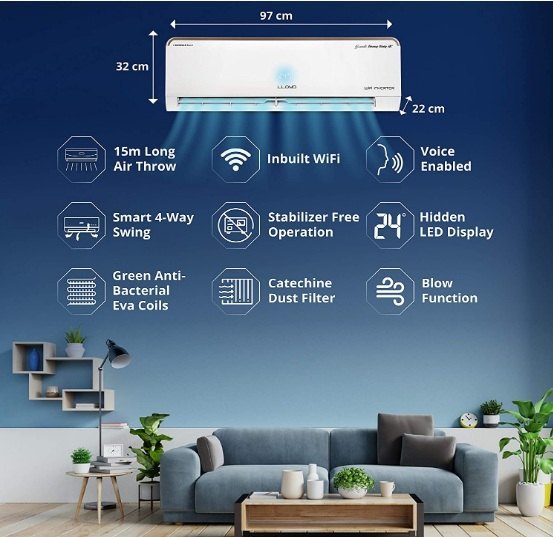 97 cm
32 cm
LLOYD
22 cm
15m Long
Air Throw
Inbuilt WiFi
Voice
Enabled
Smart 4-Way
Swing
Stabilizer Free
Operation
24°
Hidden
LED Display
Green Anti-
Bacterial
Eva Coils
Catechine
Dust Filter
Blow
Function